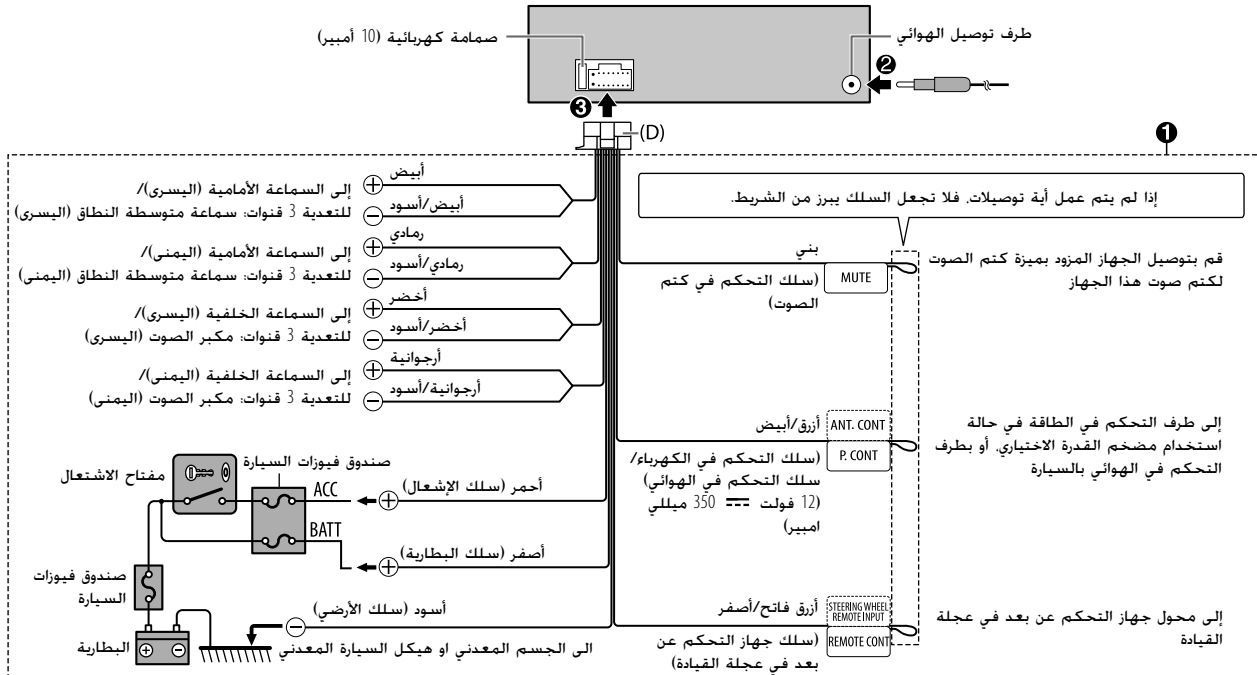 صمامة كهربائية (10 أمبير)
طرف توصيل الهوائي
❷
❸
(D)
❶
إذا لم يتم عمل أية توصيلات، فلا تجعل السلك يبرز من الشريط.
أبيض
أبيض/أسود
إلى السماعة الأمامية (اليسرى)/
للتعدية 3 قنوات: سماعة متوسطة النطاق (اليسرى)
رمادي
رمادي/أسود
إلى السماعة الأمامية (اليمنى)/
للتعدية 3 قنوات: سماعة متوسطة النطاق (اليمنى)
أخضر
أخضر/أسود
إلى السماعة الخلفية (اليسرى)/
للتعدية 3 قنوات: مكبر الصوت (اليسرى)
أرجوانية
أرجوانية/أسود
إلى السماعة الخلفية (اليمنى)/
للتعدية 3 قنوات: مكبر الصوت (اليمنى)
بني
MUTE
(سلك التحكم في كتم
الصوت)
قم بتوصيل الجهاز المزود بميزة كتم الصوت
لكتم صوت هذا الجهاز
أزرق/أبيض
ANT. CONT
P. CONT
(سلك التحكم في الكهرباء/
سلك التحكم في الهوائي)
(12 فولت ⎓ 350 ميللي
امبير)
إلى طرف التحكم في الطاقة في حالة
استخدام مضخم القدرة الاختياري، أو بطرف
التحكم في الهوائي بالسيارة
صندوق فيوزات السيارة
مفتاح الاشتعال
ACC
أحمر (سلك الإشعال)
BATT
أصفر (سلك البطارية)
صندوق فيوزات
السيارة
أسود (سلك الأرضي)
البطارية
الى الجسم المعدني او هيكل السيارة المعدني
أزرق فاتح/أصفر
STEERING WHEEL
REMOTE INPUT
REMOTE CONT
(سلك جهاز التحكم عن
بعد في عجلة القيادة)
إلى محول جهاز التحكم عن بعد في عجلة
القيادة